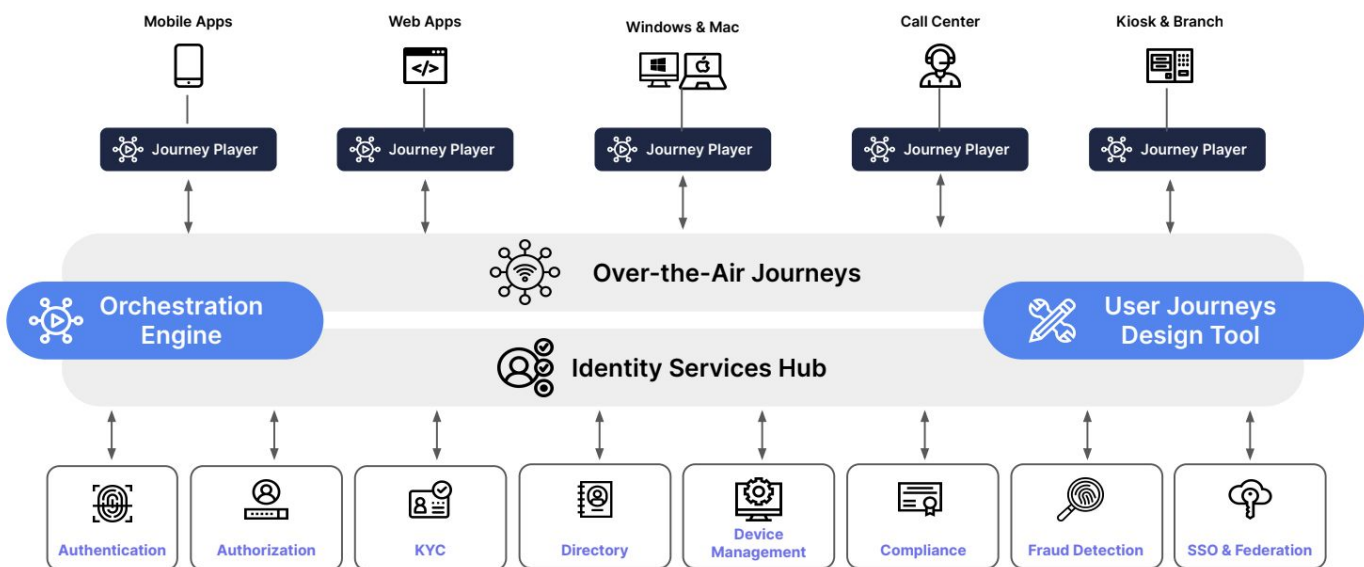 Mobile Apps
Web Apps
Windows & Mac
Call Center
Kiosk & Branch
</>
Journey Player
Journey Player
Journey Player
Journey Player
Journey Player
Over-the-Air Journeys
Orchestration
Engine
User Journeys
Design Tool
Identity Services Hub
Authentication
Authorization
KYC
Directory
Device
Management
Compliance
Fraud Detection
SSO & Federation